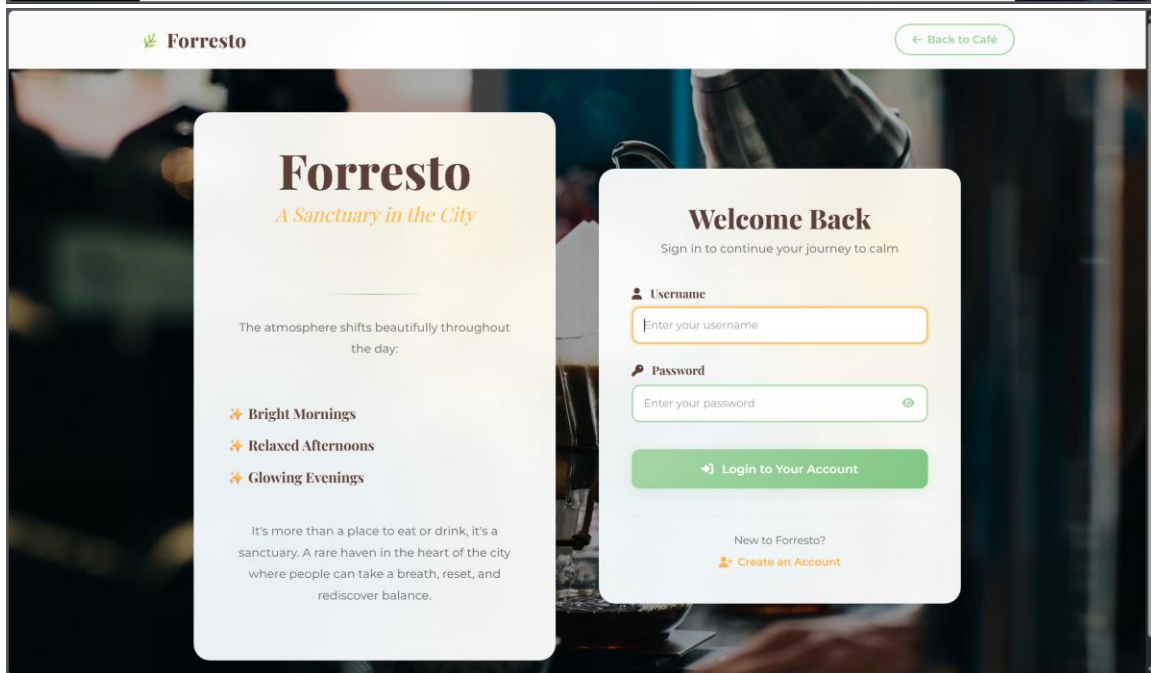 Forresto
← Back to Café
Forresto
A Sanctuary in the City
The atmosphere shifts beautifully throughout
the day:
✨ Bright Mornings
✨ Relaxed Afternoons
✨ Glowing Evenings
It's more than a place to eat or drink, it's a
sanctuary. A rare haven in the heart of the city
where people can take a breath, reset, and
rediscover balance.
Welcome Back
Sign in to continue your journey to calm
Username
Enter your username
Password
Enter your password
Login to Your Account
New to Forresto?
Create an Account